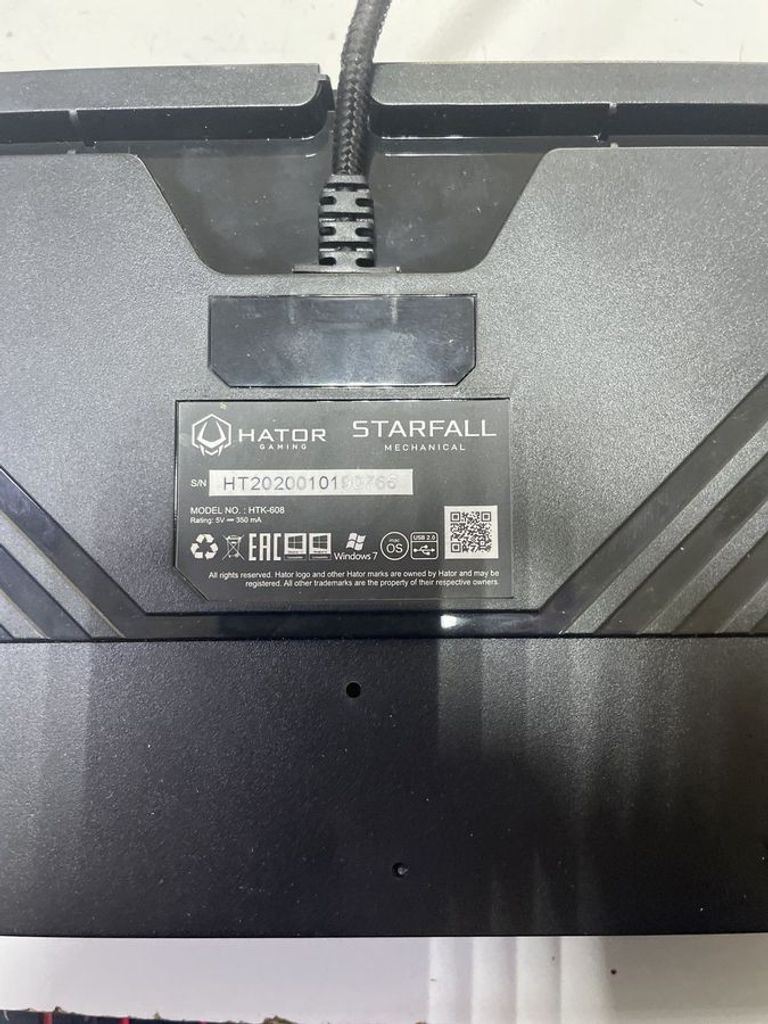 HATOR
GAMING
STARFALL
MECHANICAL
S/N
MODEL NO. : HTK-608
Rating: 5V ⎓ 350 mA
EAC
Windows 7
mac
OS
USB 2.0
All rights reserved. Hator logo and other Hator marks are owned by Hator and may be
registered. All other trademarks are the property of their respective owners.